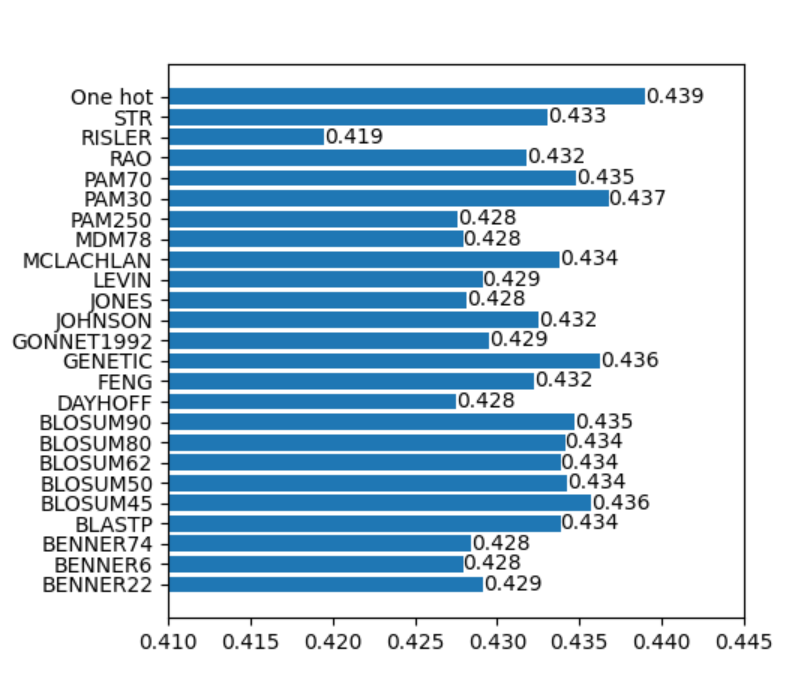 One hot 0.439
STR 0.433
RISLER 0.419
RAO 0.432
PAM70 0.435
PAM30 0.437
PAM250 0.428
MDM78 0.428
MCLACHLAN 0.434
LEVIN 0.429
JONES 0.428
JOHNSON 0.432
GONNET1992 0.429
GENETIC 0.436
FENG 0.432
DAYHOFF 0.428
BLOSUM90 0.435
BLOSUM80 0.434
BLOSUM62 0.434
BLOSUM50 0.434
BLOSUM45 0.436
BLASTP 0.434
BENNER74 0.428
BENNER6 0.428
BENNER22 0.429
0.410 0.415 0.420 0.425 0.430 0.435 0.440 0.445